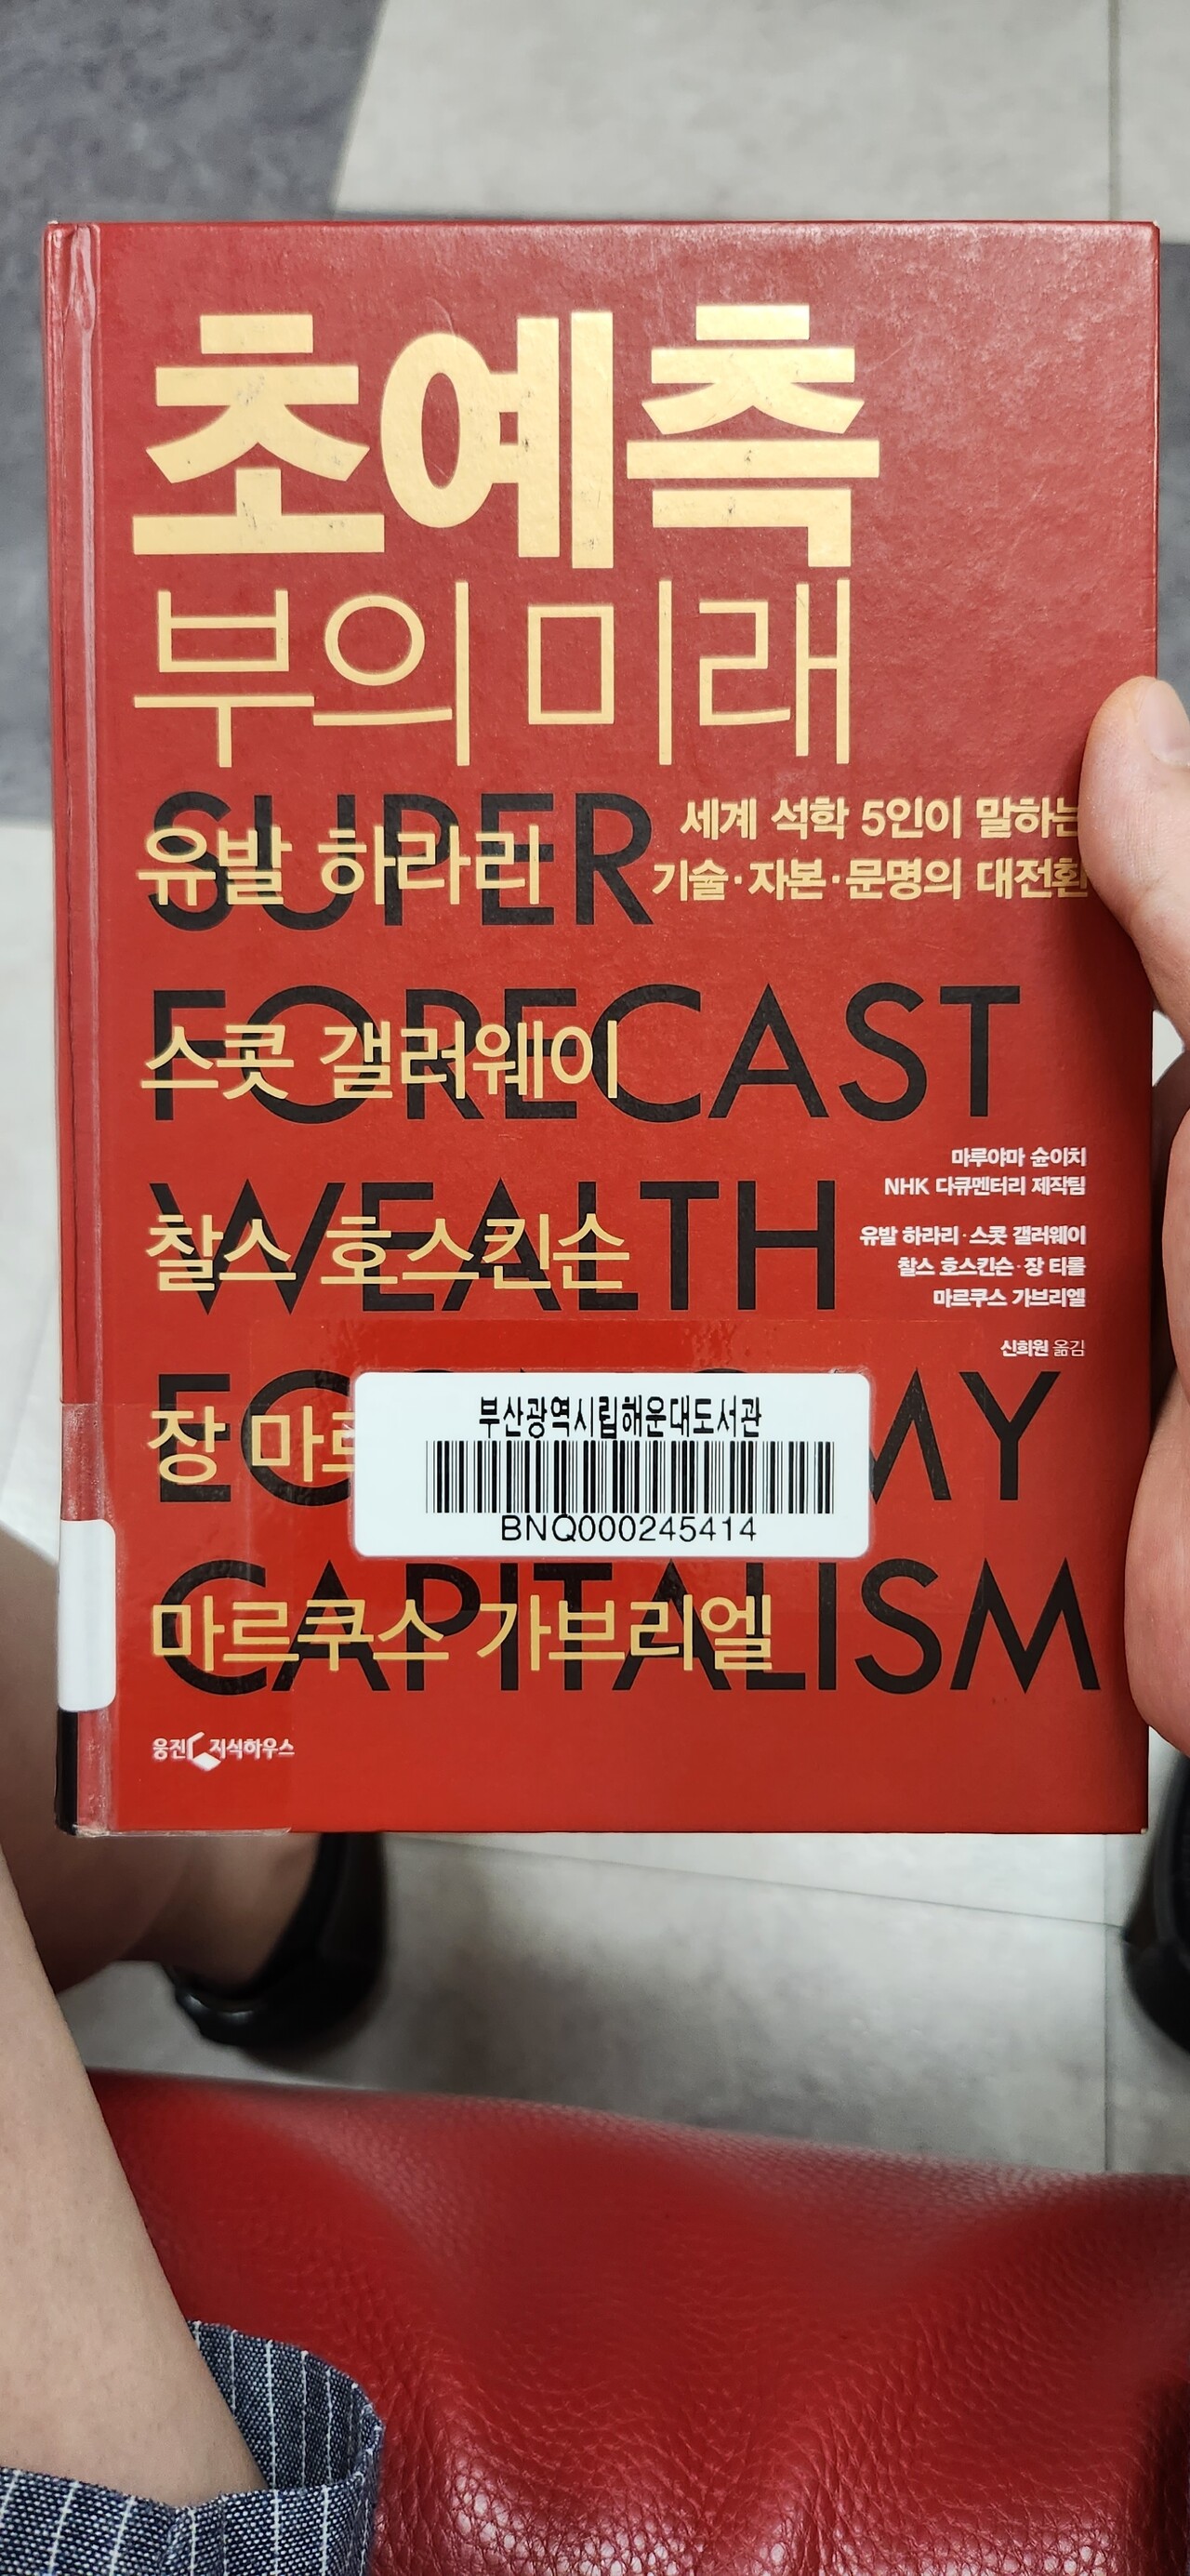 초예측
부의 미래
SUPER
유발 하라리
세계 석학 5인이 말하는
기술·자본·문명의 대전환
FORECAST
스콧 갤러웨이
WEALTH
찰스 호스킨슨
마루야마 슌이치
NHK 다큐멘터리 제작팀
유발 하라리·스콧 갤러웨이
찰스 호스킨슨·장 티롤
마르쿠스 가브리엘
신희원 옮김
장
부산광역시립해운대도서관
BNQ000245414
CAPITALISM
마르쿠스 가브리엘
웅진 지식하우스